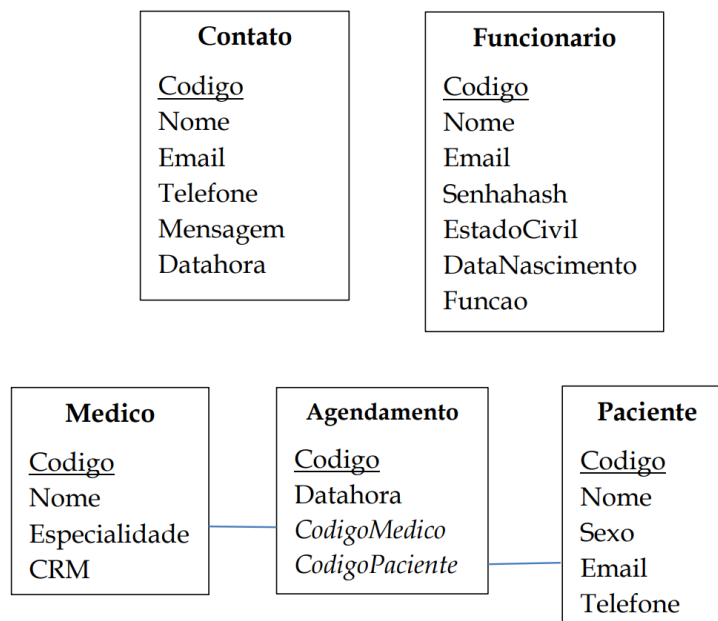 Contato
Codigo
Nome
Email
Telefone
Mensagem
Datahora
Funcionario
Codigo
Nome
Email
Senhahash
EstadoCivil
DataNascimento
Funcao
Medico
Codigo
Nome
Especialidade
CRM
Agendamento
Codigo
Datahora
CodigoMedico
CodigoPaciente
Paciente
Codigo
Nome
Sexo
Email
Telefone